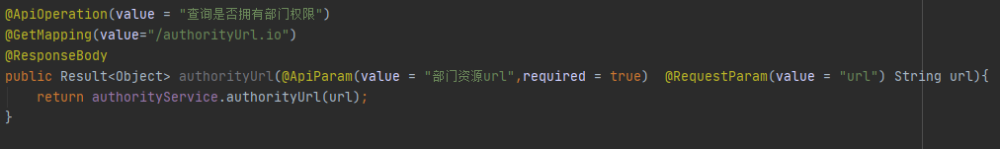 @ApiOperation(value = "查询是否拥有部门权限")
@GetMapping(value="/authorityUrl.io")
@ResponseBody
public Result<Object> authorityUrl(@ApiParam(value = "部门资源url",required = true)  @RequestParam(value = "url") String url){
    return authorityService.authorityUrl(url);
}